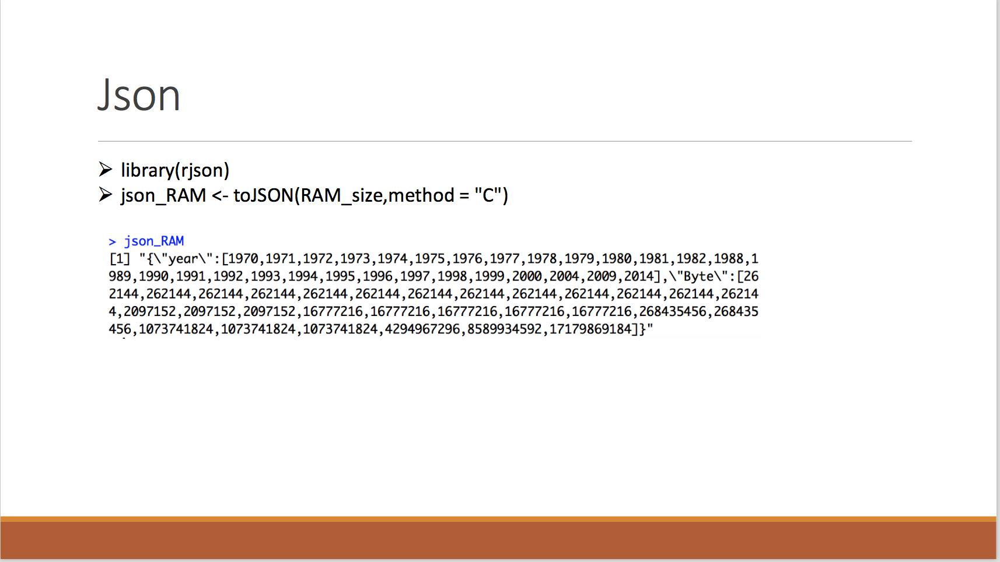 Json
➢ library(rjson)
➢ json_RAM <- toJSON(RAM_size,method = "C")
> json_RAM
[1] "{\"year\":[1970,1971,1972,1973,1974,1975,1976,1977,1978,1979,1980,1981,1982,1988,1
989,1990,1991,1992,1993,1994,1995,1996,1997,1998,1999,2000,2004,2009,2014],\"Byte\":[26
2144,262144,262144,262144,262144,262144,262144,262144,262144,262144,262144,262144,26214
4,2097152,2097152,2097152,16777216,16777216,16777216,16777216,16777216,268435456,268435
456,1073741824,1073741824,1073741824,4294967296,8589934592,17179869184]}"